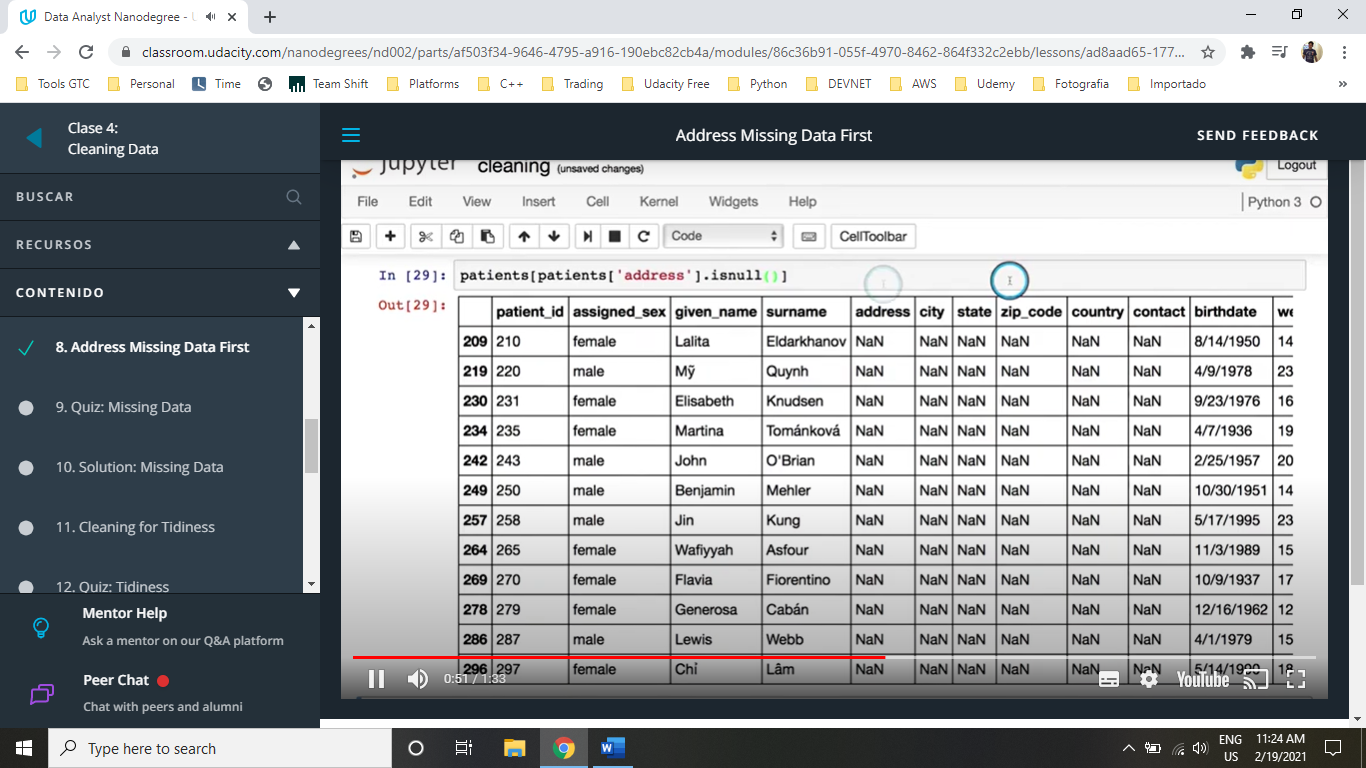 Data Analyst Nanodegree - U
classroom.udacity.com/nanodegrees/nd002/parts/af503f34-9646-4795-a916-190ebc82cb4a/modules/86c36b91-055f-4970-8462-864f332c2ebb/lessons/ad8aad65-177...
Tools GTC Personal Time Team Shift Platforms C++ Trading Udacity Free Python DEVNET AWS Udemy Fotografia Importado »
Clase 4:
Cleaning Data
BUSCAR
RECURSOS
CONTENIDO
8. Address Missing Data First
9. Quiz: Missing Data
10. Solution: Missing Data
11. Cleaning for Tidiness
12. Quiz: Tidiness
Mentor Help
Ask a mentor on our Q&A platform
Peer Chat
Chat with peers and alumni
Address Missing Data First
SEND FEEDBACK
Jupyter cleaning (unsaved changes) Logout
File Edit View Insert Cell Kernel Widgets Help Python 3
Code CellToolbar
In [29]: patients[patients['address'].isnull()]
Out[29]:
patient_id assigned_sex given_name surname address city state zip_code country contact birthdate we
209 210 female Lalita Eldarkhanov NaN NaN NaN NaN NaN NaN 8/14/1950 14
219 220 male Mỹ Quynh NaN NaN NaN NaN NaN NaN 4/9/1978 23
230 231 female Elisabeth Knudsen NaN NaN NaN NaN NaN NaN 9/23/1976 16
234 235 female Martina Tománková NaN NaN NaN NaN NaN NaN 4/7/1936 19
242 243 male John O'Brian NaN NaN NaN NaN NaN NaN 2/25/1957 20
249 250 male Benjamin Mehler NaN NaN NaN NaN NaN NaN 10/30/1951 14
257 258 male Jin Kung NaN NaN NaN NaN NaN NaN 5/17/1995 23
264 265 female Wafiyyah Asfour NaN NaN NaN NaN NaN NaN 11/3/1989 15
269 270 female Flavia Fiorentino NaN NaN NaN NaN NaN NaN 10/9/1937 17
278 279 female Generosa Cabán NaN NaN NaN NaN NaN NaN 12/16/1962 12
286 287 male Lewis Webb NaN NaN NaN NaN NaN NaN 4/1/1979 15
296 297 female Chỉ Lâm NaN NaN NaN NaN NaN NaN 5/14/1990 18
0:51 / 1:33 YouTube
Type here to search
ENG
US
11:24 AM
2/19/2021